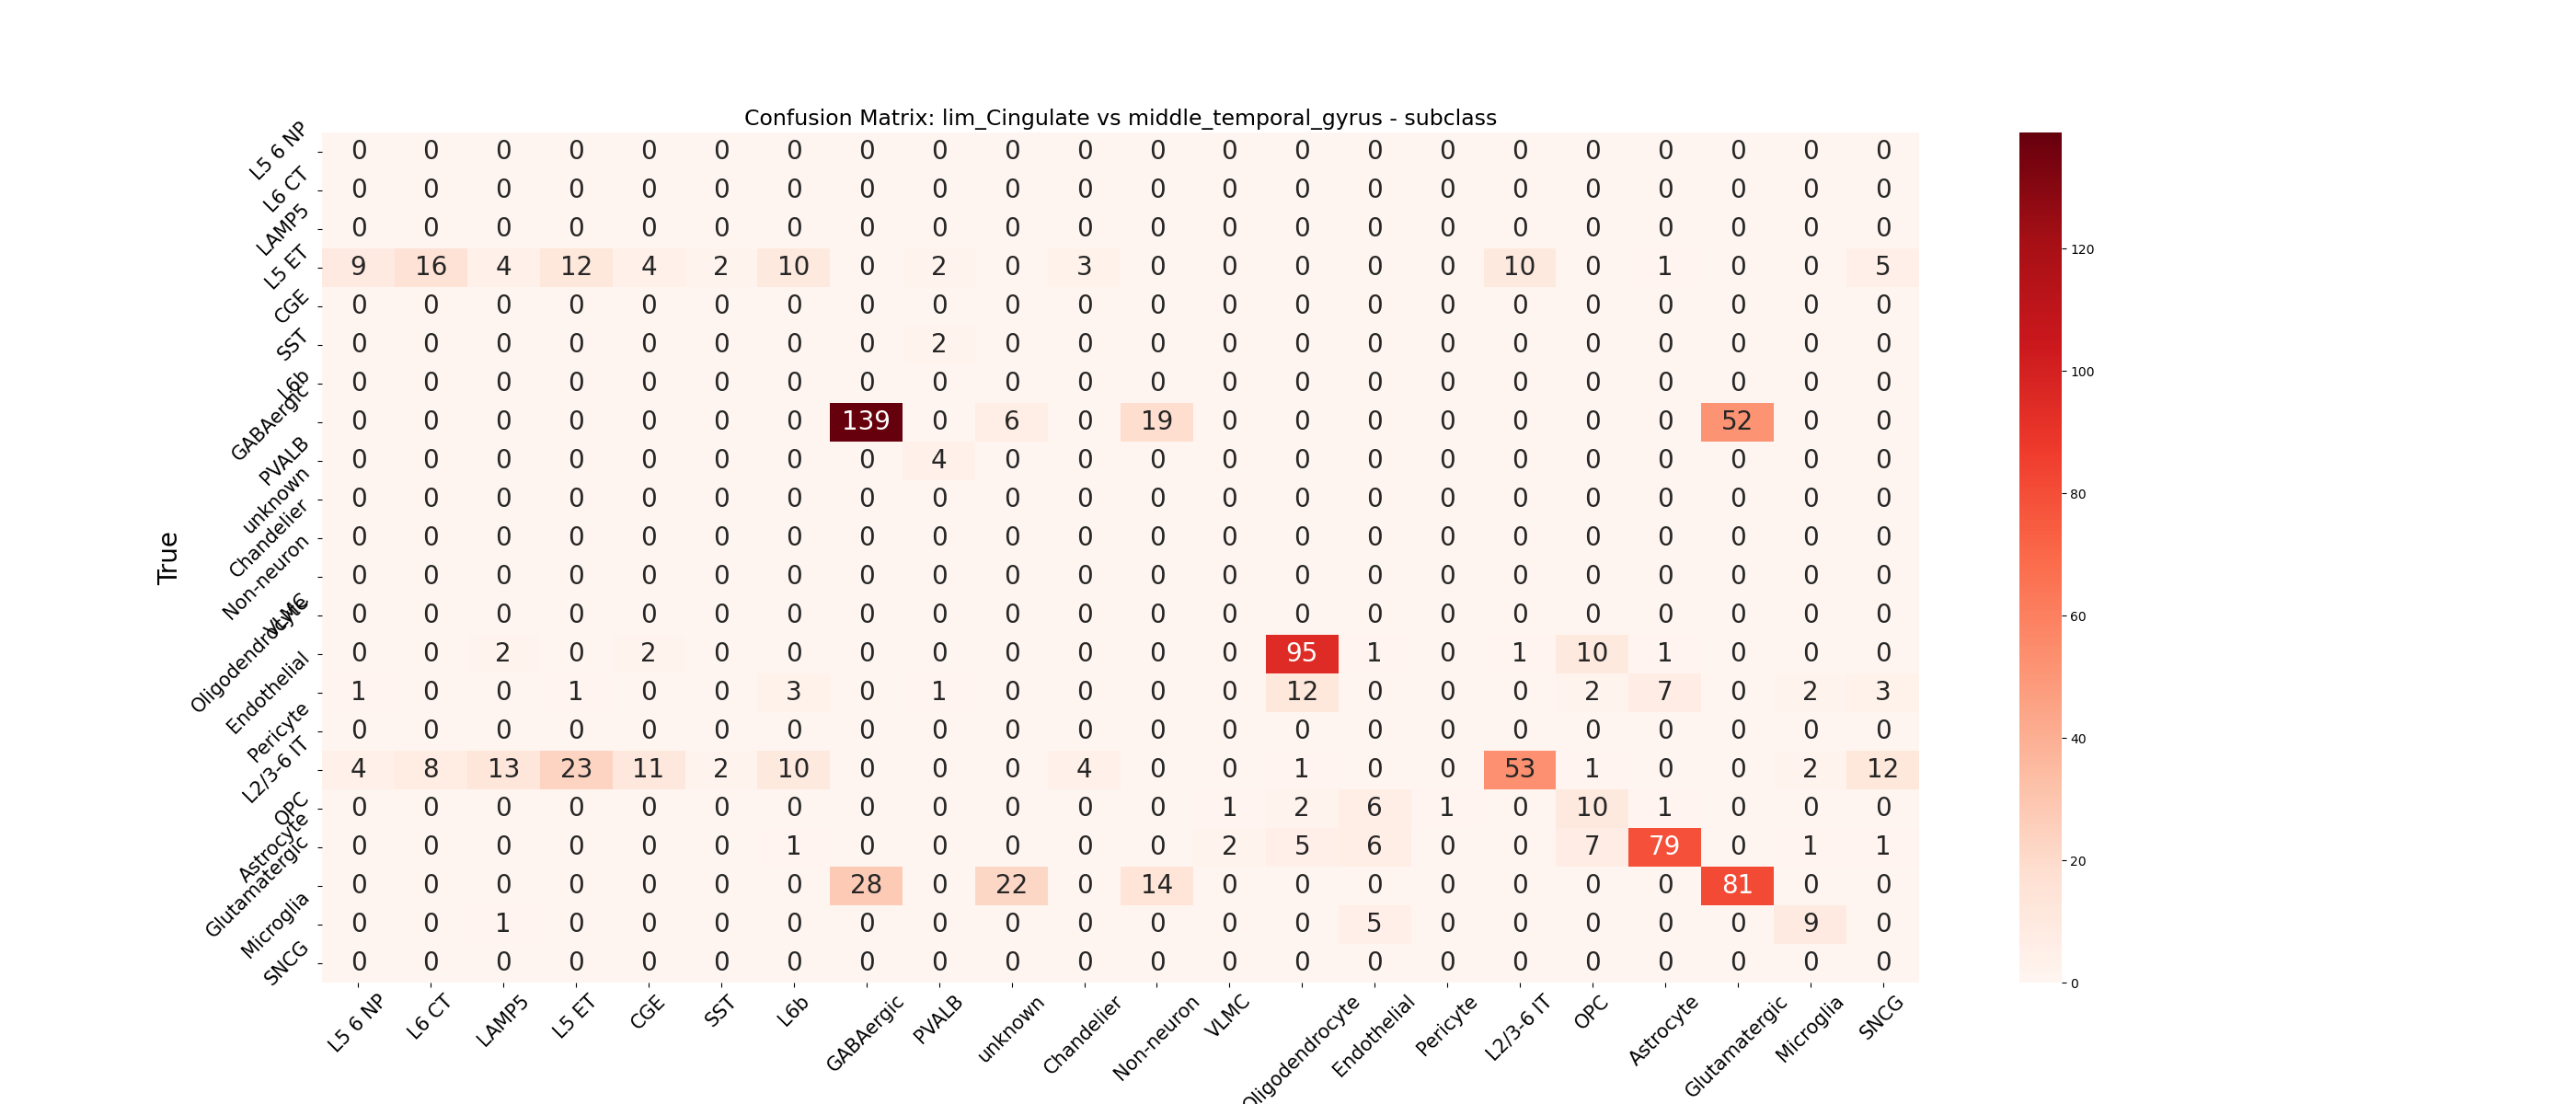 Confusion Matrix: lim_Cingulate vs middle_temporal_gyrus - subclass
True
L5 6 NP 0 0 0 0 0 0 0 0 0 0 0 0 0 0 0 0 0 0 0 0 0 0
L6 CT 0 0 0 0 0 0 0 0 0 0 0 0 0 0 0 0 0 0 0 0 0 0
LAMP5 0 0 0 0 0 0 0 0 0 0 0 0 0 0 0 0 0 0 0 0 0 0
L5 ET 9 16 4 12 4 2 10 0 2 0 3 0 0 0 0 0 10 0 1 0 0 5
CGE 0 0 0 0 0 0 0 0 0 0 0 0 0 0 0 0 0 0 0 0 0 0
SST 0 0 0 0 0 0 0 0 2 0 0 0 0 0 0 0 0 0 0 0 0 0
L6b 0 0 0 0 0 0 0 0 0 0 0 0 0 0 0 0 0 0 0 0 0 0
GABAergic 0 0 0 0 0 0 0 139 0 6 0 19 0 0 0 0 0 0 0 52 0 0
PVALB 0 0 0 0 0 0 0 0 4 0 0 0 0 0 0 0 0 0 0 0 0 0
unknown 0 0 0 0 0 0 0 0 0 0 0 0 0 0 0 0 0 0 0 0 0 0
Chandelier 0 0 0 0 0 0 0 0 0 0 0 0 0 0 0 0 0 0 0 0 0 0
Non-neuron 0 0 0 0 0 0 0 0 0 0 0 0 0 0 0 0 0 0 0 0 0 0
VLMC 0 0 0 0 0 0 0 0 0 0 0 0 0 0 0 0 0 0 0 0 0 0
Oligodendrocyte 0 0 2 0 2 0 0 0 0 0 0 0 0 95 1 0 1 10 1 0 0 0
Endothelial 1 0 0 1 0 0 3 0 1 0 0 0 0 12 0 0 0 2 7 0 2 3
Pericyte 0 0 0 0 0 0 0 0 0 0 0 0 0 0 0 0 0 0 0 0 0 0
L2/3-6 IT 4 8 13 23 11 2 10 0 0 0 4 0 0 1 0 0 53 1 0 0 2 12
OPC 0 0 0 0 0 0 0 0 0 0 0 0 1 2 6 1 0 10 1 0 0 0
Astrocyte 0 0 0 0 0 0 1 0 0 0 0 0 2 5 6 0 0 7 79 0 1 1
Glutamatergic 0 0 0 0 0 0 0 28 0 22 0 14 0 0 0 0 0 0 0 81 0 0
Microglia 0 0 1 0 0 0 0 0 0 0 0 0 0 0 5 0 0 0 0 0 9 0
SNCG 0 0 0 0 0 0 0 0 0 0 0 0 0 0 0 0 0 0 0 0 0 0
L5 6 NP L6 CT LAMP5 L5 ET CGE SST L6b GABAergic PVALB unknown Chandelier Non-neuron VLMC Oligodendrocyte Endothelial Pericyte L2/3-6 IT OPC Astrocyte Glutamatergic Microglia SNCG
120
100
80
60
40
20
0